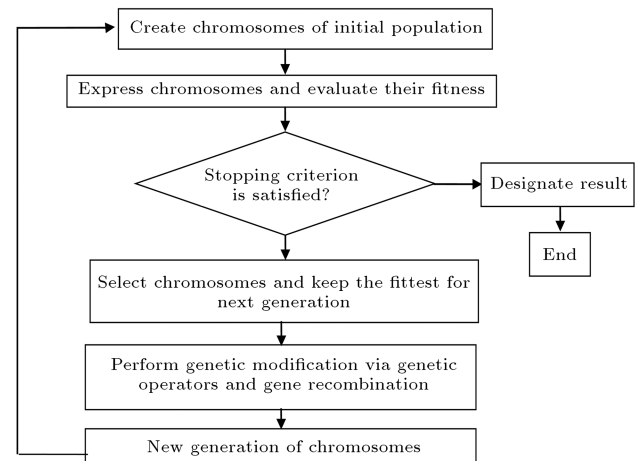 Create chromosomes of initial population
Express chromosomes and evaluate their fitness
Stopping criterion
is satisfied?
Designate result
End
Select chromosomes and keep the fittest for
next generation
Perform genetic modification via genetic
operators and gene recombination
New generation of chromosomes